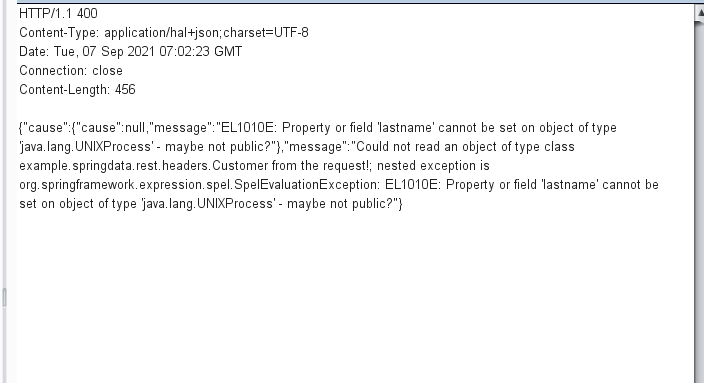 HTTP/1.1 400
Content-Type: application/hal+json;charset=UTF-8
Date: Tue, 07 Sep 2021 07:02:23 GMT
Connection: close
Content-Length: 456

{"cause":{"cause":null,"message":"EL1010E: Property or field 'lastname' cannot be set on object of type
'java.lang.UNIXProcess' - maybe not public?"},"message":"Could not read an object of type class
example.springdata.rest.headers.Customer from the request!; nested exception is
org.springframework.expression.spel.SpelEvaluationException: EL1010E: Property or field 'lastname' cannot be
set on object of type 'java.lang.UNIXProcess' - maybe not public?"}